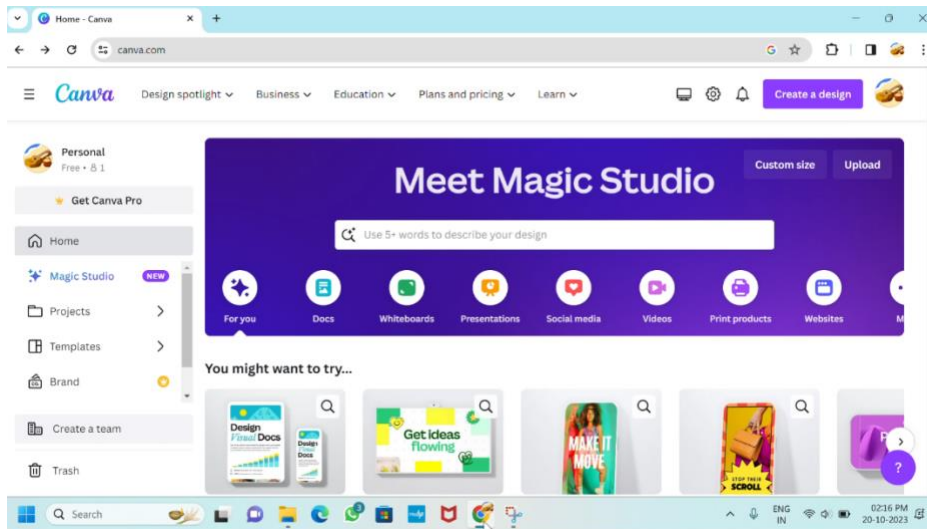 Home - Canva
canva.com
Canva
Design spotlight
Business
Education
Plans and pricing
Learn
Create a design
Personal
Free • 1
Get Canva Pro
Home
Magic Studio NEW
Projects
Templates
Brand
Create a team
Trash
Meet Magic Studio
Custom size
Upload
Use 5+ words to describe your design
For you
Docs
Whiteboards
Presentations
Social media
Videos
Print products
Websites
M
You might want to try...
Design
Visual Docs
Design
Visual
Docs
Get ideas
flowing
MAKE IT
MOVE
STOP THEIR
SCROLL
?
Search
ENG
IN
02:16 PM
20-10-2023